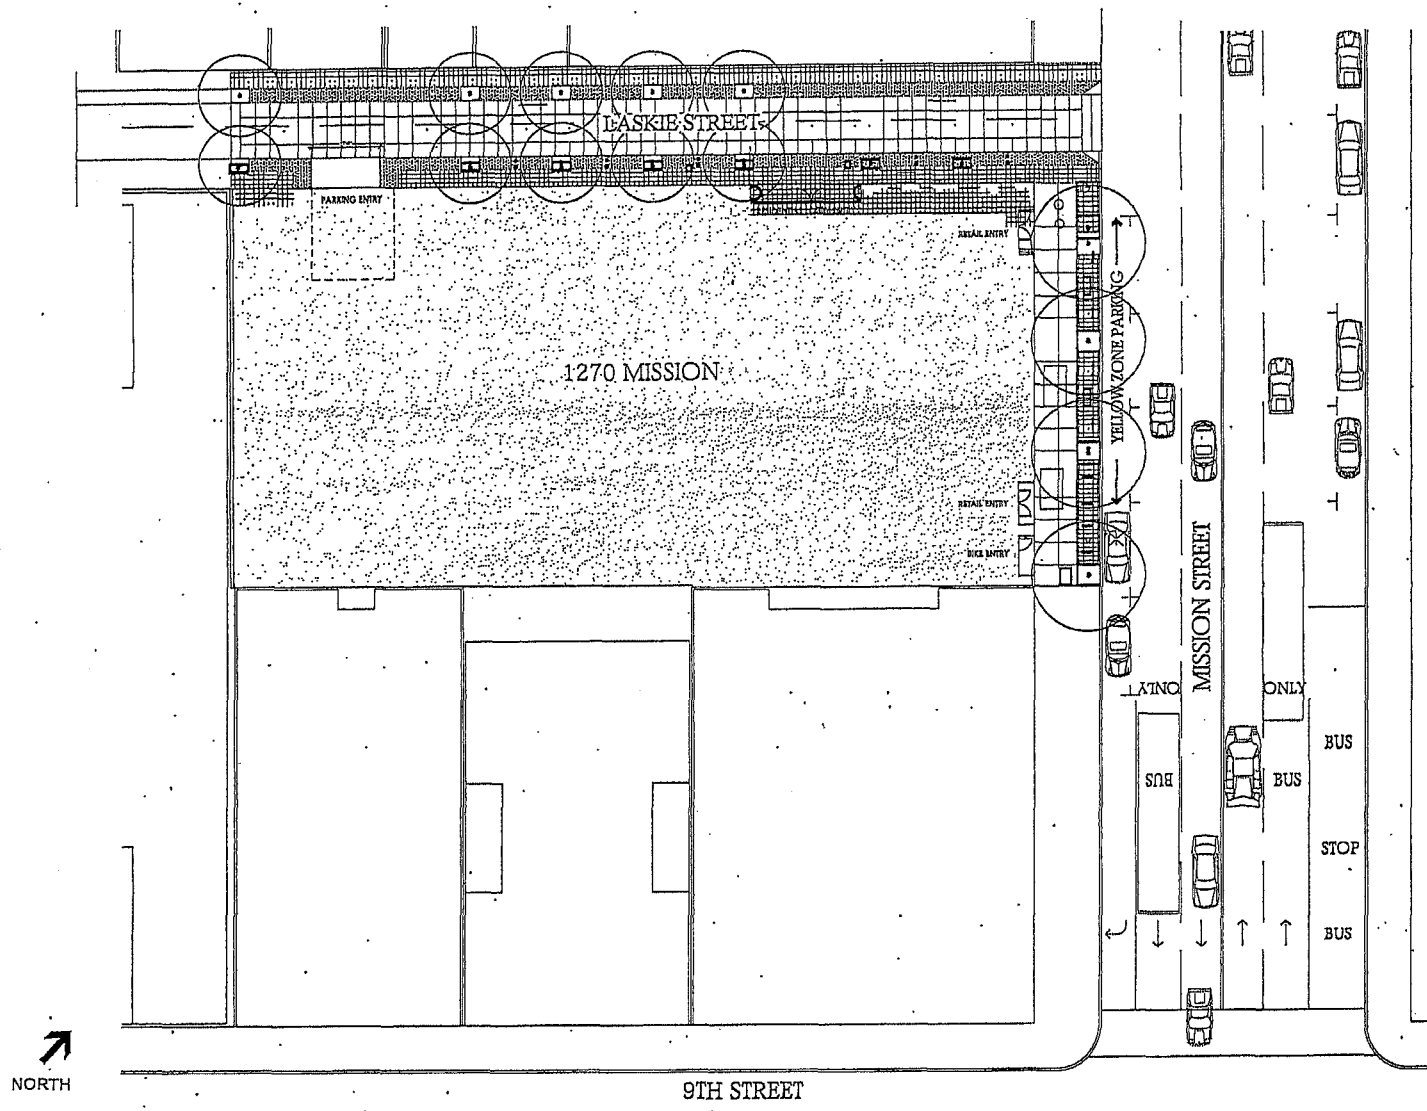 LASKIE STREET
PARKING ENTRY
RETAIL ENTRY
YELLOW ZONE PARKING
1270 MISSION
RETAIL ENTRY
BIKE ENTRY
MISSION STREET
ONLY
ONLY
BUS
BUS
BUS
STOP
BUS
NORTH
9TH STREET